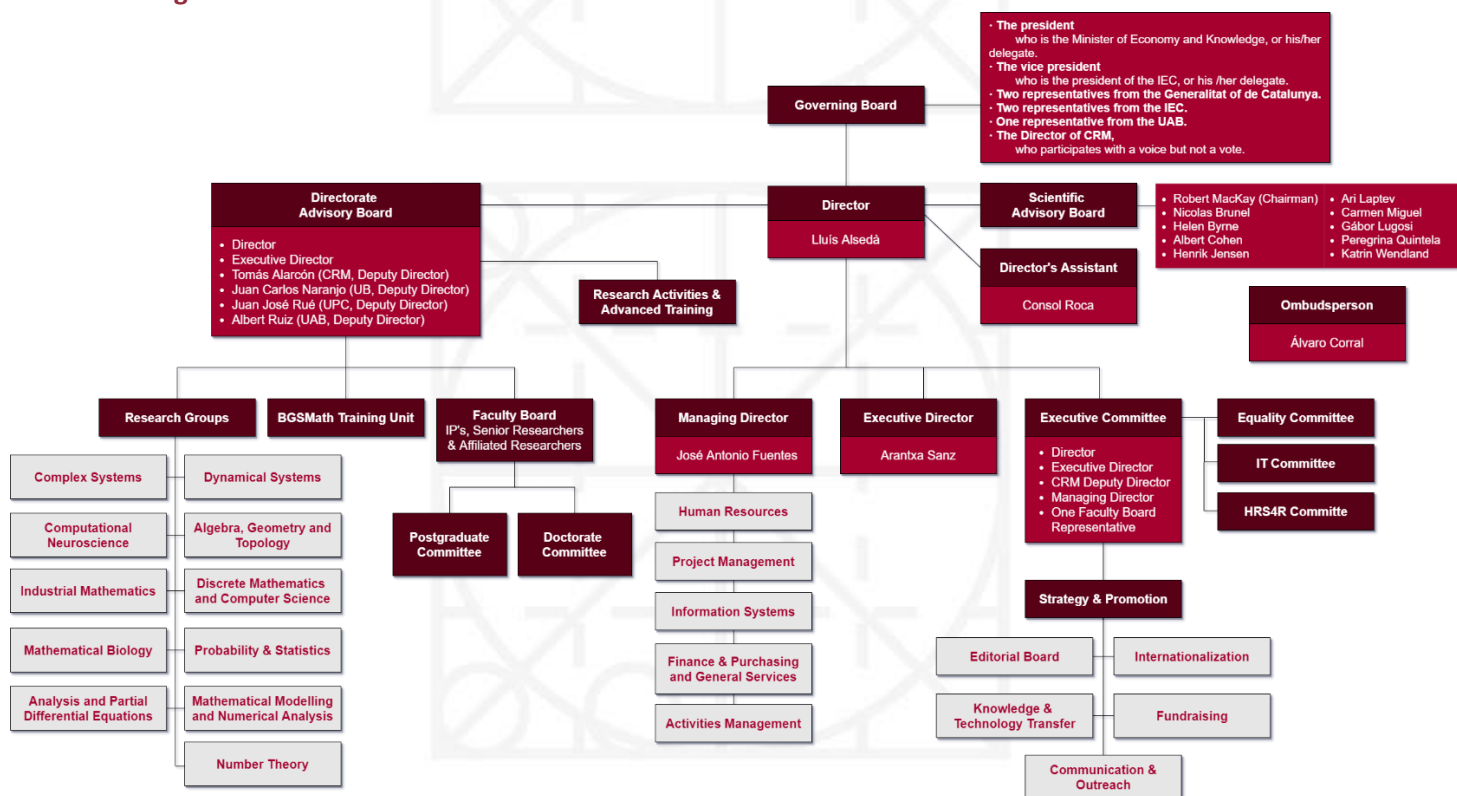 · The president
who is the Minister of Economy and Knowledge, or his/her
delegate.
· The vice president
who is the president of the IEC, or his /her delegate.
· Two representatives from the Generalitat of de Catalunya.
· Two representatives from the IEC.
· One representative from the UAB.
· The Director of CRM,
who participates with a voice but not a vote.
Governing Board
Directorate
Advisory Board
• Director
• Executive Director
• Tomás Alarcón (CRM, Deputy Director)
• Juan Carlos Naranjo (UB, Deputy Director)
• Juan José Rué (UPC, Deputy Director)
• Albert Ruiz (UAB, Deputy Director)
Research Activities &
Advanced Training
Director
Lluís Alsedà
Scientific
Advisory Board
• Robert MacKay (Chairman)
• Nicolas Brunel
• Helen Byrne
• Albert Cohen
• Henrik Jensen
• Ari Laptev
• Carmen Miguel
• Gábor Lugosi
• Peregrina Quintela
• Katrin Wendland
Director's Assistant
Consol Roca
Ombudsperson
Álvaro Corral
Research Groups
BGSMath Training Unit
Faculty Board
IP's, Senior Researchers
& Affiliated Researchers
Managing Director
José Antonio Fuentes
Executive Director
Arantxa Sanz
Executive Committee
• Director
• Executive Director
• CRM Deputy Director
• Managing Director
• One Faculty Board
Representative
Equality Committee
IT Committee
HRS4R Committe
Complex Systems
Dynamical Systems
Computational
Neuroscience
Algebra, Geometry and
Topology
Industrial Mathematics
Discrete Mathematics
and Computer Science
Mathematical Biology
Probability & Statistics
Analysis and Partial
Differential Equations
Mathematical Modelling
and Numerical Analysis
Number Theory
Postgraduate
Committee
Doctorate
Committee
Human Resources
Project Management
Information Systems
Finance & Purchasing
and General Services
Activities Management
Strategy & Promotion
Editorial Board
Internationalization
Knowledge &
Technology Transfer
Fundraising
Communication &
Outreach